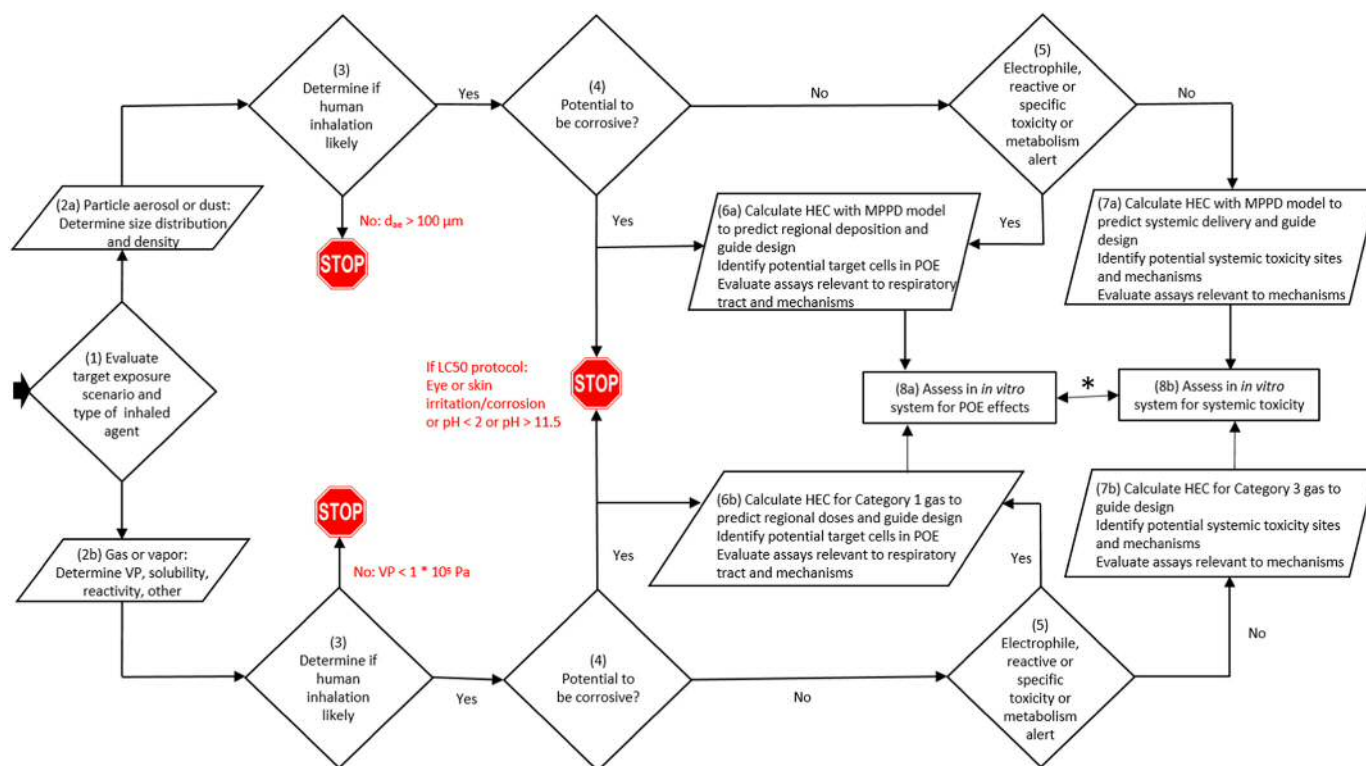 (3)
Determine if
human
inhalation
likely
Yes
(4)
Potential to
be corrosive?
No
(5)
Electrophile,
reactive or
specific
toxicity or
metabolism
alert
No
(2a) Particle aerosol or dust:
Determine size distribution
and density
No: dₐₑ > 100 µm
STOP
Yes
(6a) Calculate HEC with MPPD model
to predict regional deposition and
guide design
Identify potential target cells in POE
Evaluate assays relevant to respiratory
tract and mechanisms
Yes
(7a) Calculate HEC with MPPD model to
predict systemic delivery and guide
design
Identify potential systemic toxicity sites
and mechanisms
Evaluate assays relevant to mechanisms
(1) Evaluate
target exposure
scenario and
type of inhaled
agent
If LC50 protocol:
Eye or skin
irritation/corrosion
or pH < 2 or pH > 11.5
STOP
(8a) Assess in in vitro
system for POE effects
*
(8b) Assess in in vitro
system for systemic toxicity
STOP
No: VP < 1 * 10⁵ Pa
(2b) Gas or vapor:
Determine VP, solubility,
reactivity, other
Yes
(6b) Calculate HEC for Category 1 gas to
predict regional doses and guide design
Identify potential target cells in POE
Evaluate assays relevant to respiratory
tract and mechanisms
Yes
(7b) Calculate HEC for Category 3 gas to
guide design
Identify potential systemic toxicity sites
and mechanisms
Evaluate assays relevant to mechanisms
(3)
Determine if
human
inhalation
likely
Yes
(4)
Potential to
be corrosive?
No
(5)
Electrophile,
reactive or
specific
toxicity or
metabolism
alert
No